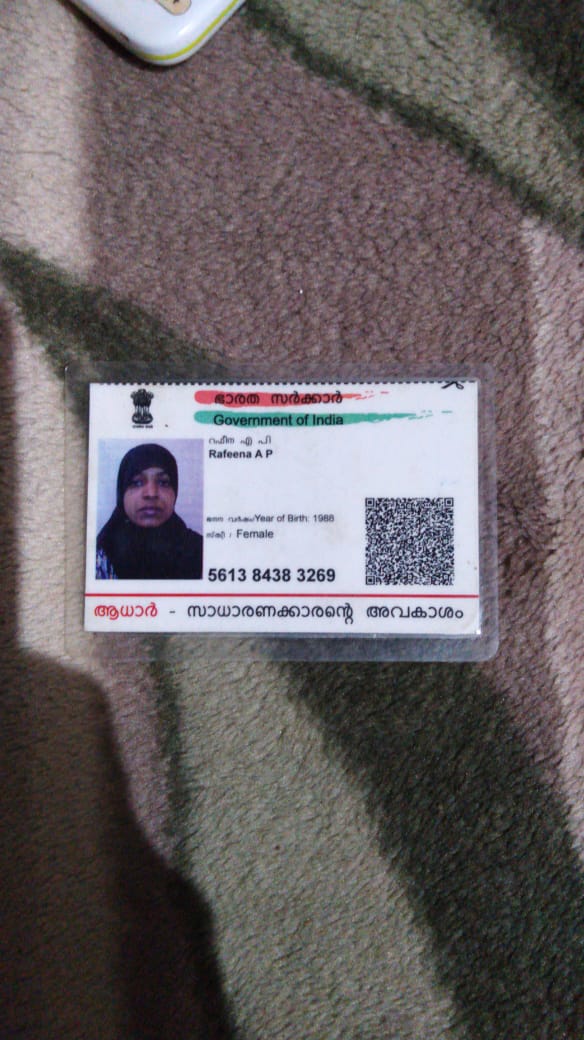 ഭാരത സർക്കാർ
Government of India
റഫീന എ പി
Rafeena A P
ജനന വർഷം/Year of Birth: 1988
സ്ത്രീ / Female
5613 8438 3269
ആധാർ - സാധാരണക്കാരന്റെ അവകാശം